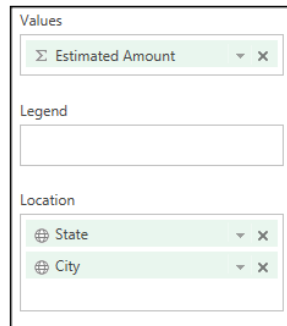 Values
Σ Estimated Amount
Legend
Location
State
City